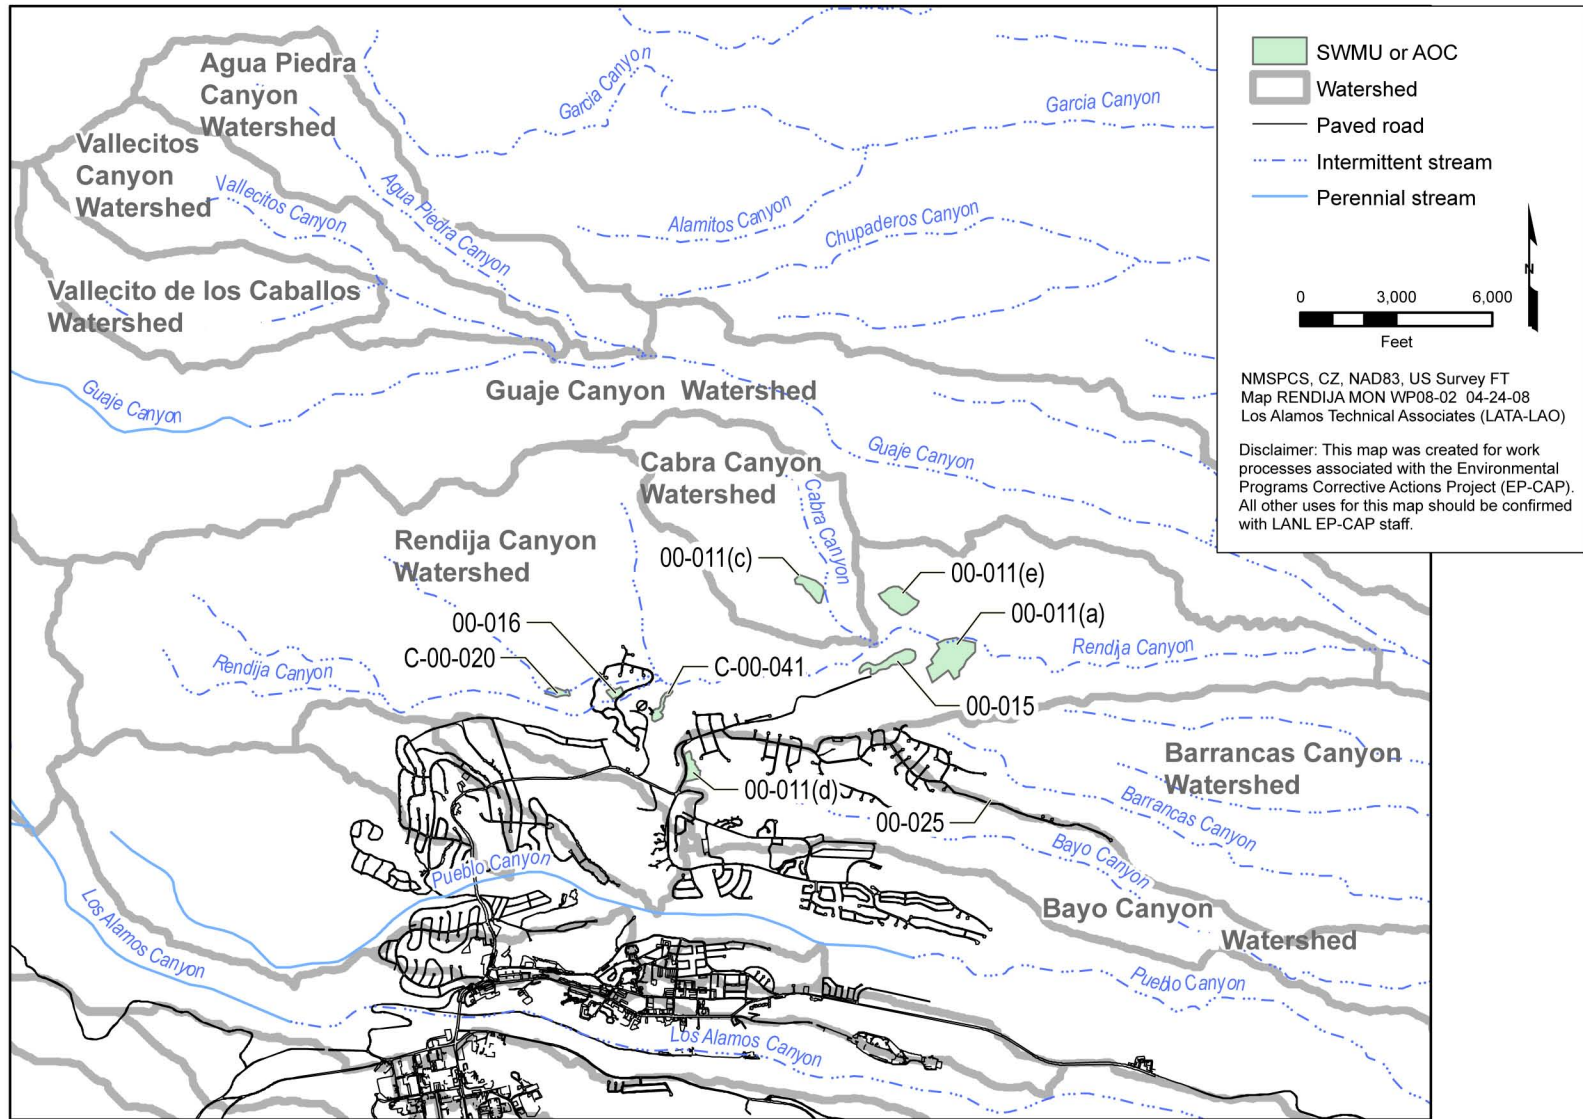 Agua Piedra
Canyon
Watershed
Vallecitos
Canyon
Watershed
Vallecitos Canyon
Agua Piedra Canyon
Garcia Canyon
Garcia Canyon
Alamitos Canyon
Chupaderos Canyon
Vallecito de los Caballos
Watershed
Guaje Canyon
Guaje Canyon Watershed
Guaje Canyon
Cabra Canyon
Watershed
Cabra Canyon
Rendija Canyon
Watershed
00-011(c)
00-011(e)
00-011(a)
00-016
C-00-020
C-00-041
Rendija Canyon
Rendija Canyon
00-015
Barrancas Canyon
Watershed
00-011(d)
00-025
Barrancas Canyon
Bayo Canyon
Pueblo Canyon
Los Alamos Canyon
Bayo Canyon
Watershed
Pueblo Canyon
Los Alamos Canyon
SWMU or AOC
Watershed
Paved road
Intermittent stream
Perennial stream
N
0 3,000 6,000
Feet
NMSPCS, CZ, NAD83, US Survey FT
Map RENDIJA MON WP08-02 04-24-08
Los Alamos Technical Associates (LATA-LAO)
Disclaimer: This map was created for work
processes associated with the Environmental
Programs Corrective Actions Project (EP-CAP).
All other uses for this map should be confirmed
with LANL EP-CAP staff.